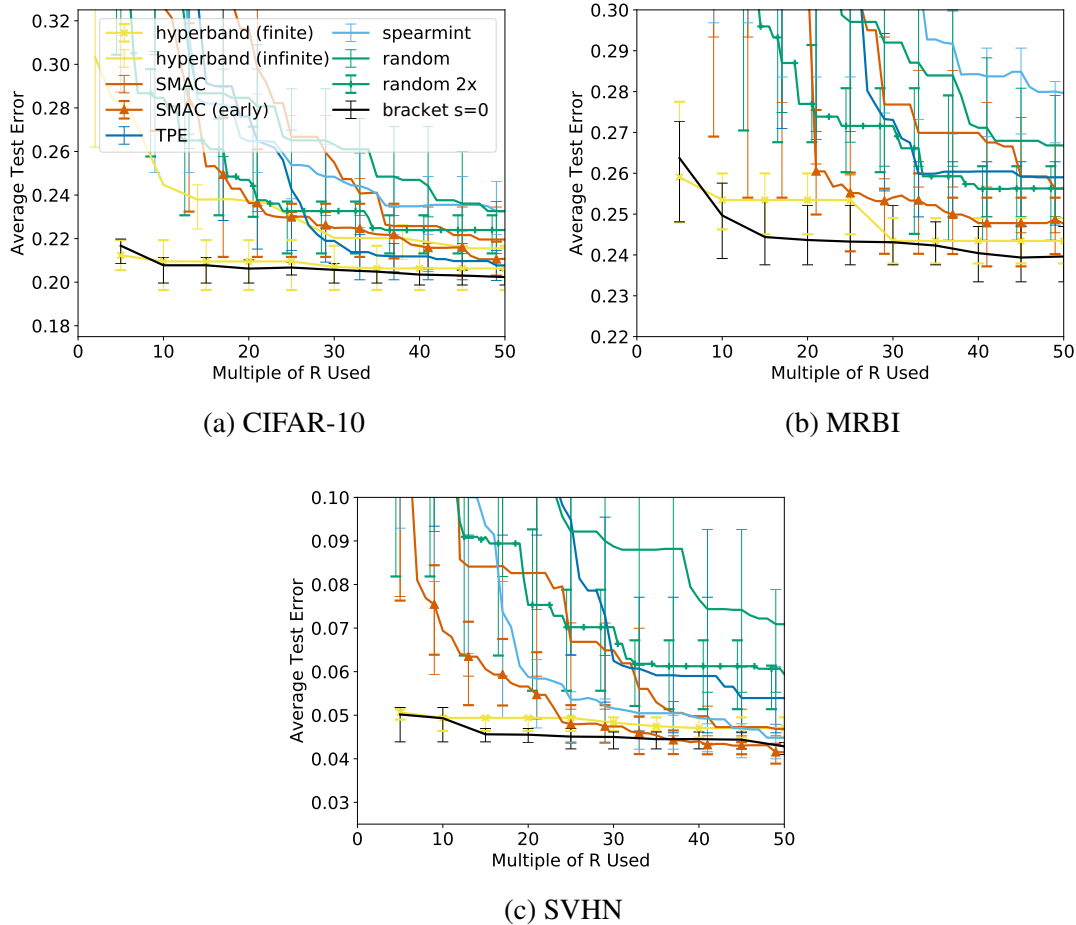 0.32
0.30
0.28
0.26
0.24
0.22
0.20
0.18
Average Test Error
hyperband (finite)
hyperband (infinite)
SMAC
SMAC (early)
TPE
spearmint
random
random 2x
bracket s=0
0 10 20 30 40 50
Multiple of R Used
(a) CIFAR-10
0.30
0.29
0.28
0.27
0.26
0.25
0.24
0.23
0.22
Average Test Error
0 10 20 30 40 50
Multiple of R Used
(b) MRBI
0.10
0.09
0.08
0.07
0.06
0.05
0.04
0.03
Average Test Error
0 10 20 30 40 50
Multiple of R Used
(c) SVHN